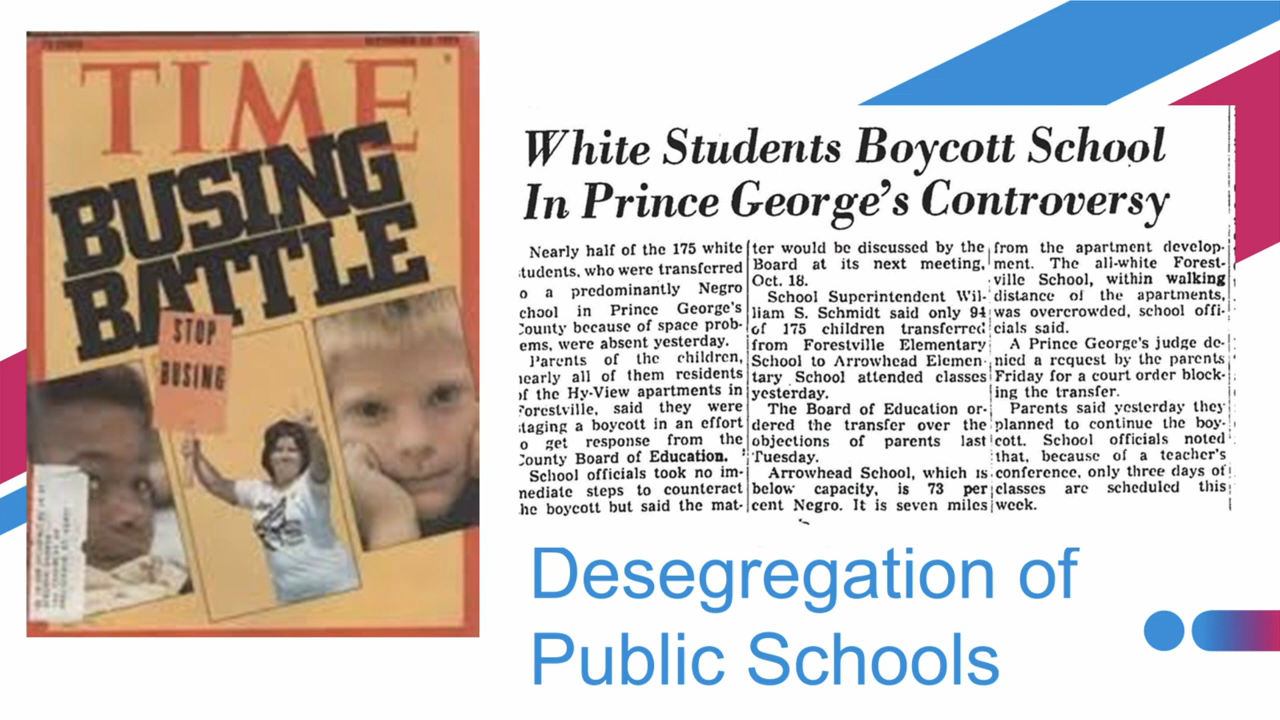 TIME
BUSING
BATTLE
STOP
BUSING
White Students Boycott School
In Prince George's Controversy
Nearly half of the 175 white
tudents, who were transferred
o a predominantly Negro
chool in Prince George's
County because of space prob-
ems, were absent yesterday.
Parents of the children,
nearly all of them residents
of the Hy-View apartments in
Forestville, said they were
taging a boycott in an effort
o get response from the
County Board of Education.
School officials took no im-
mediate steps to counteract
he boycott but said the mat-
ter would be discussed by the
Board at its next meeting,
Oct. 18.
School Superintendent Wil-
liam S. Schmidt said only 94
of 175 children transferred
from Forestville Elementary
School to Arrowhead Elemen-
tary School attended classes
yesterday.
The Board of Education or-
dered the transfer over the
objections of parents last
Tuesday.
Arrowhead School, which is
below capacity, is 73 per
cent Negro. It is seven miles
from the apartment develop-
ment. The all-white Forest-
ville School, within walking
distance of the apartments,
was overcrowded, school offi-
cials said.
A Prince George's judge de-
nied a request by the parents
Friday for a court order block-
ing the transfer.
Parents said yesterday they
planned to continue the boy-
cott. School officials noted
that, because of a teacher's
conference, only three days of
classes are scheduled this
week.
Desegregation of
Public Schools